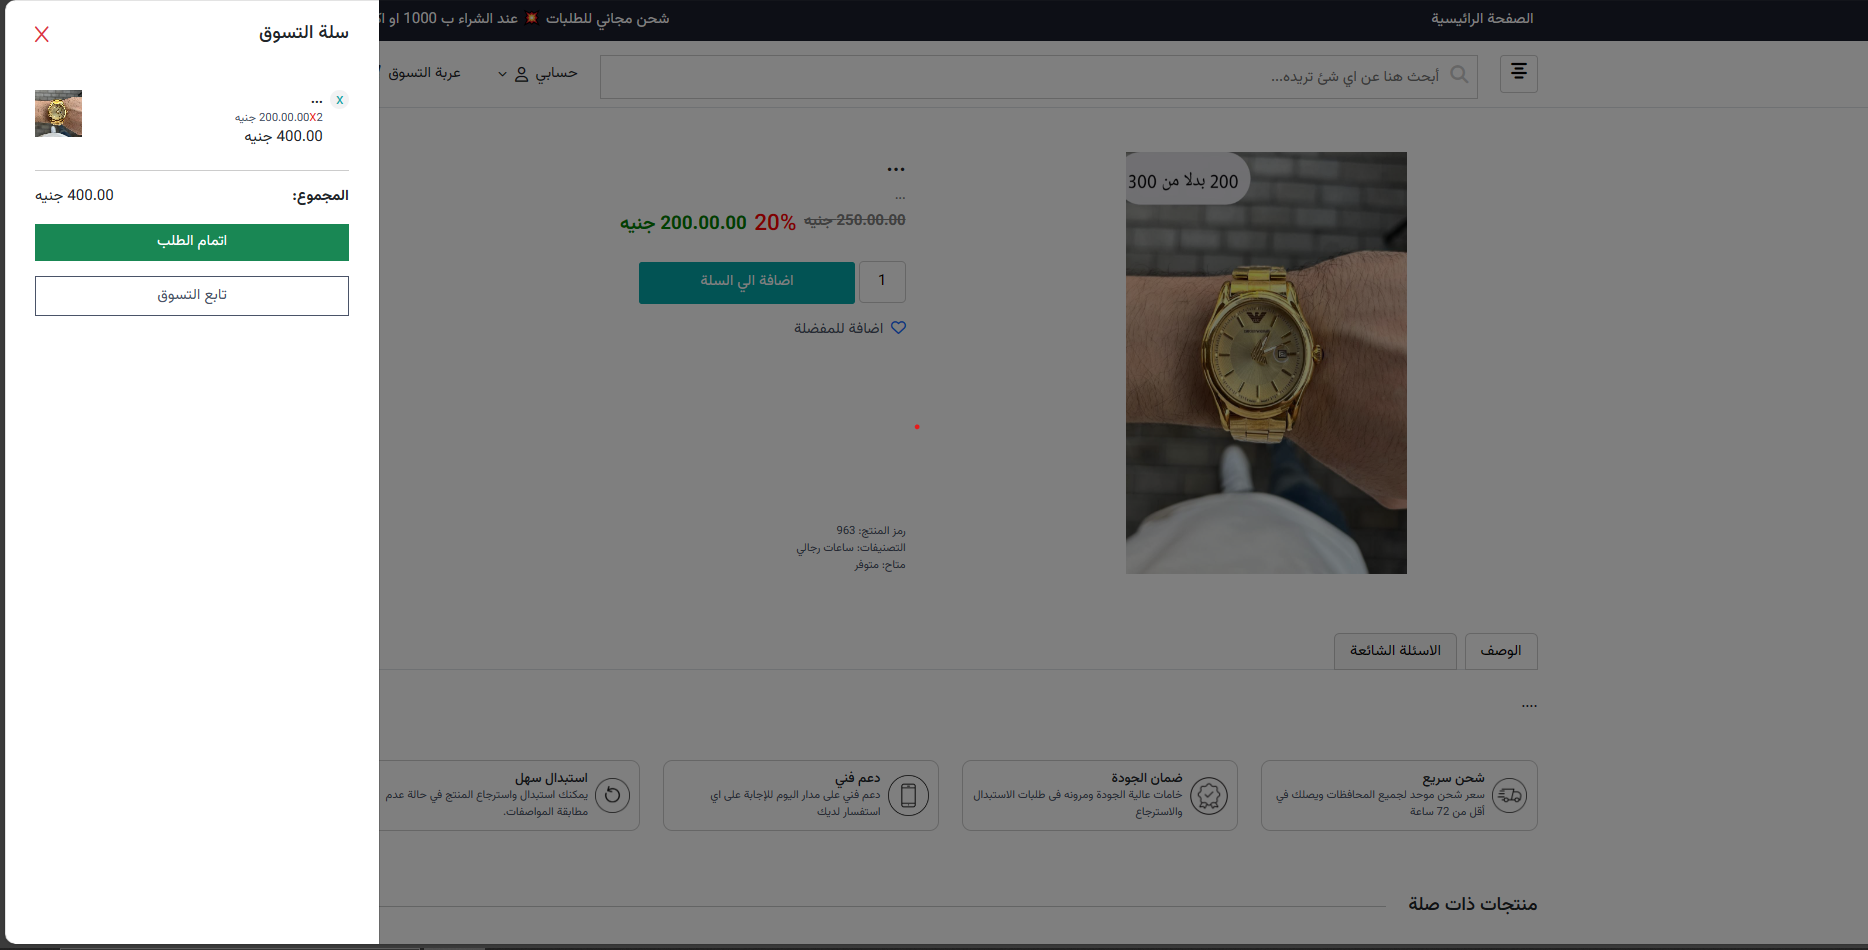 سلة التسوق
X
x
...
200.00.00X2 جنيه
400.00 جنيه
المجموع: 400.00 جنيه
اتمام الطلب
تابع التسوق
الصفحة الرائيسية
شحن مجاني للطلبات 💥 عند الشراء ب 1000 او
أبحث هنا عن اي شئ تريده...
حسابي
عربة التسوق
200 بدلا من 300
...
...
250.00.00 جنيه 20% 200.00.00 جنيه
1
اضافة الي السلة
اضافة للمفضلة
رمز المنتج: 963
التصنيفات: ساعات رجالي
متاح: متوفر
الوصف
الاسئلة الشائعة
....
شحن سريع
سعر شحن موحد لجميع المحافظات ويصلك في
أقل من 72 ساعة
ضمان الجودة
خامات عالية الجودة ومرونه فى طلبات الاستبدال
والاسترجاع
دعم فني
دعم فني على مدار اليوم للإجابة على اي
استفسار لديك
استبدال سهل
يمكنك استبدال واسترجاع المنتج في حالة عدم
مطابقة المواصفات.
منتجات ذات صلة